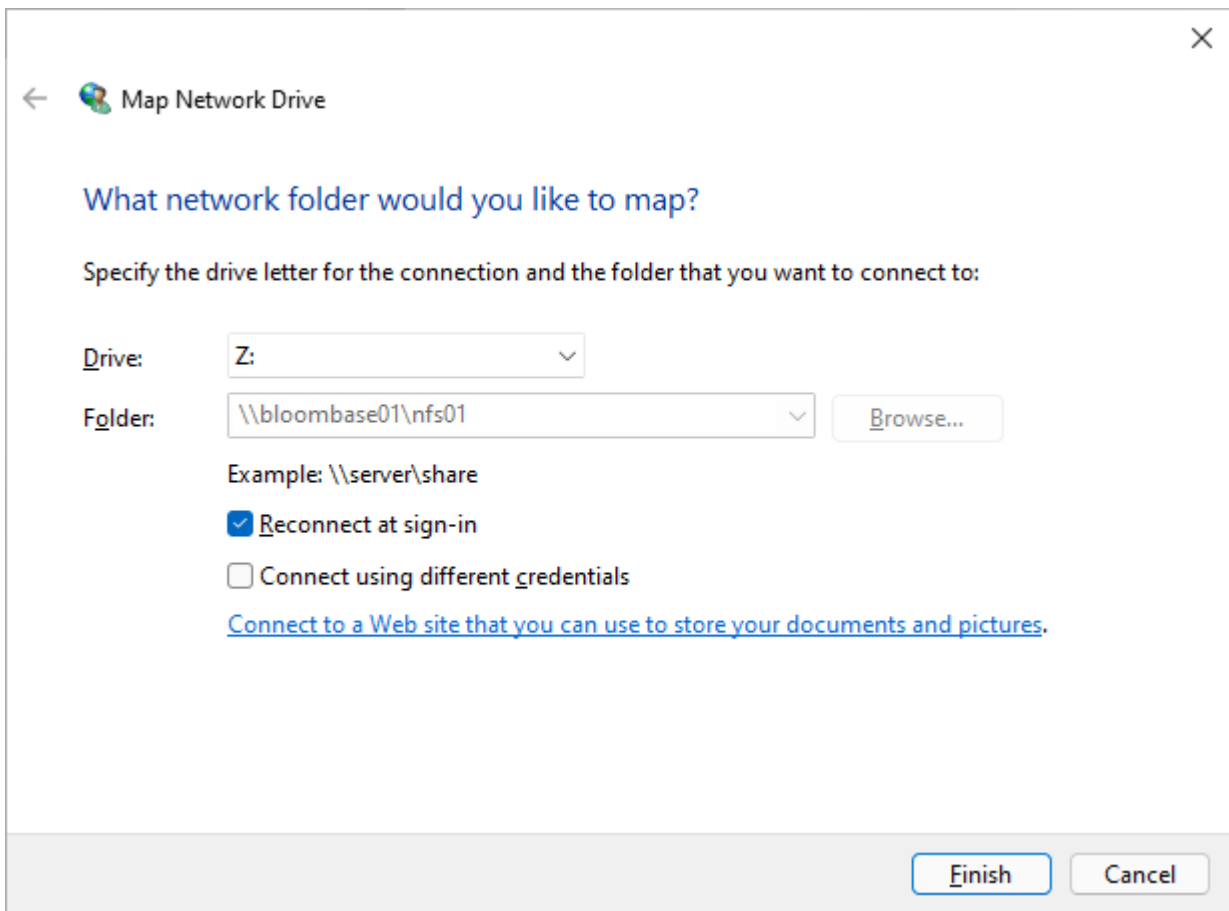 Map Network Drive
What network folder would you like to map?
Specify the drive letter for the connection and the folder that you want to connect to:
Drive: Z:
Folder: \\bloombase01\nfs01 Browse...
Example: \\server\share
Reconnect at sign-in
Connect using different credentials
Connect to a Web site that you can use to store your documents and pictures.
Finish Cancel